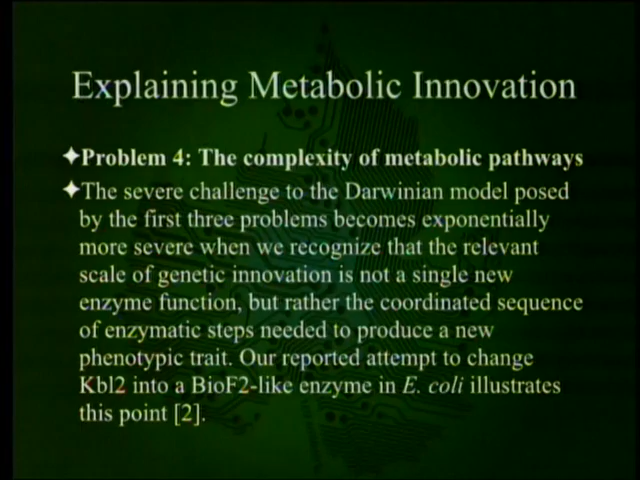 Explaining Metabolic Innovation
✦Problem 4: The complexity of metabolic pathways
✦The severe challenge to the Darwinian model posed
by the first three problems becomes exponentially
more severe when we recognize that the relevant
scale of genetic innovation is not a single new
enzyme function, but rather the coordinated sequence
of enzymatic steps needed to produce a new
phenotypic trait. Our reported attempt to change
Kbl2 into a BioF2-like enzyme in E. coli illustrates
this point [2].